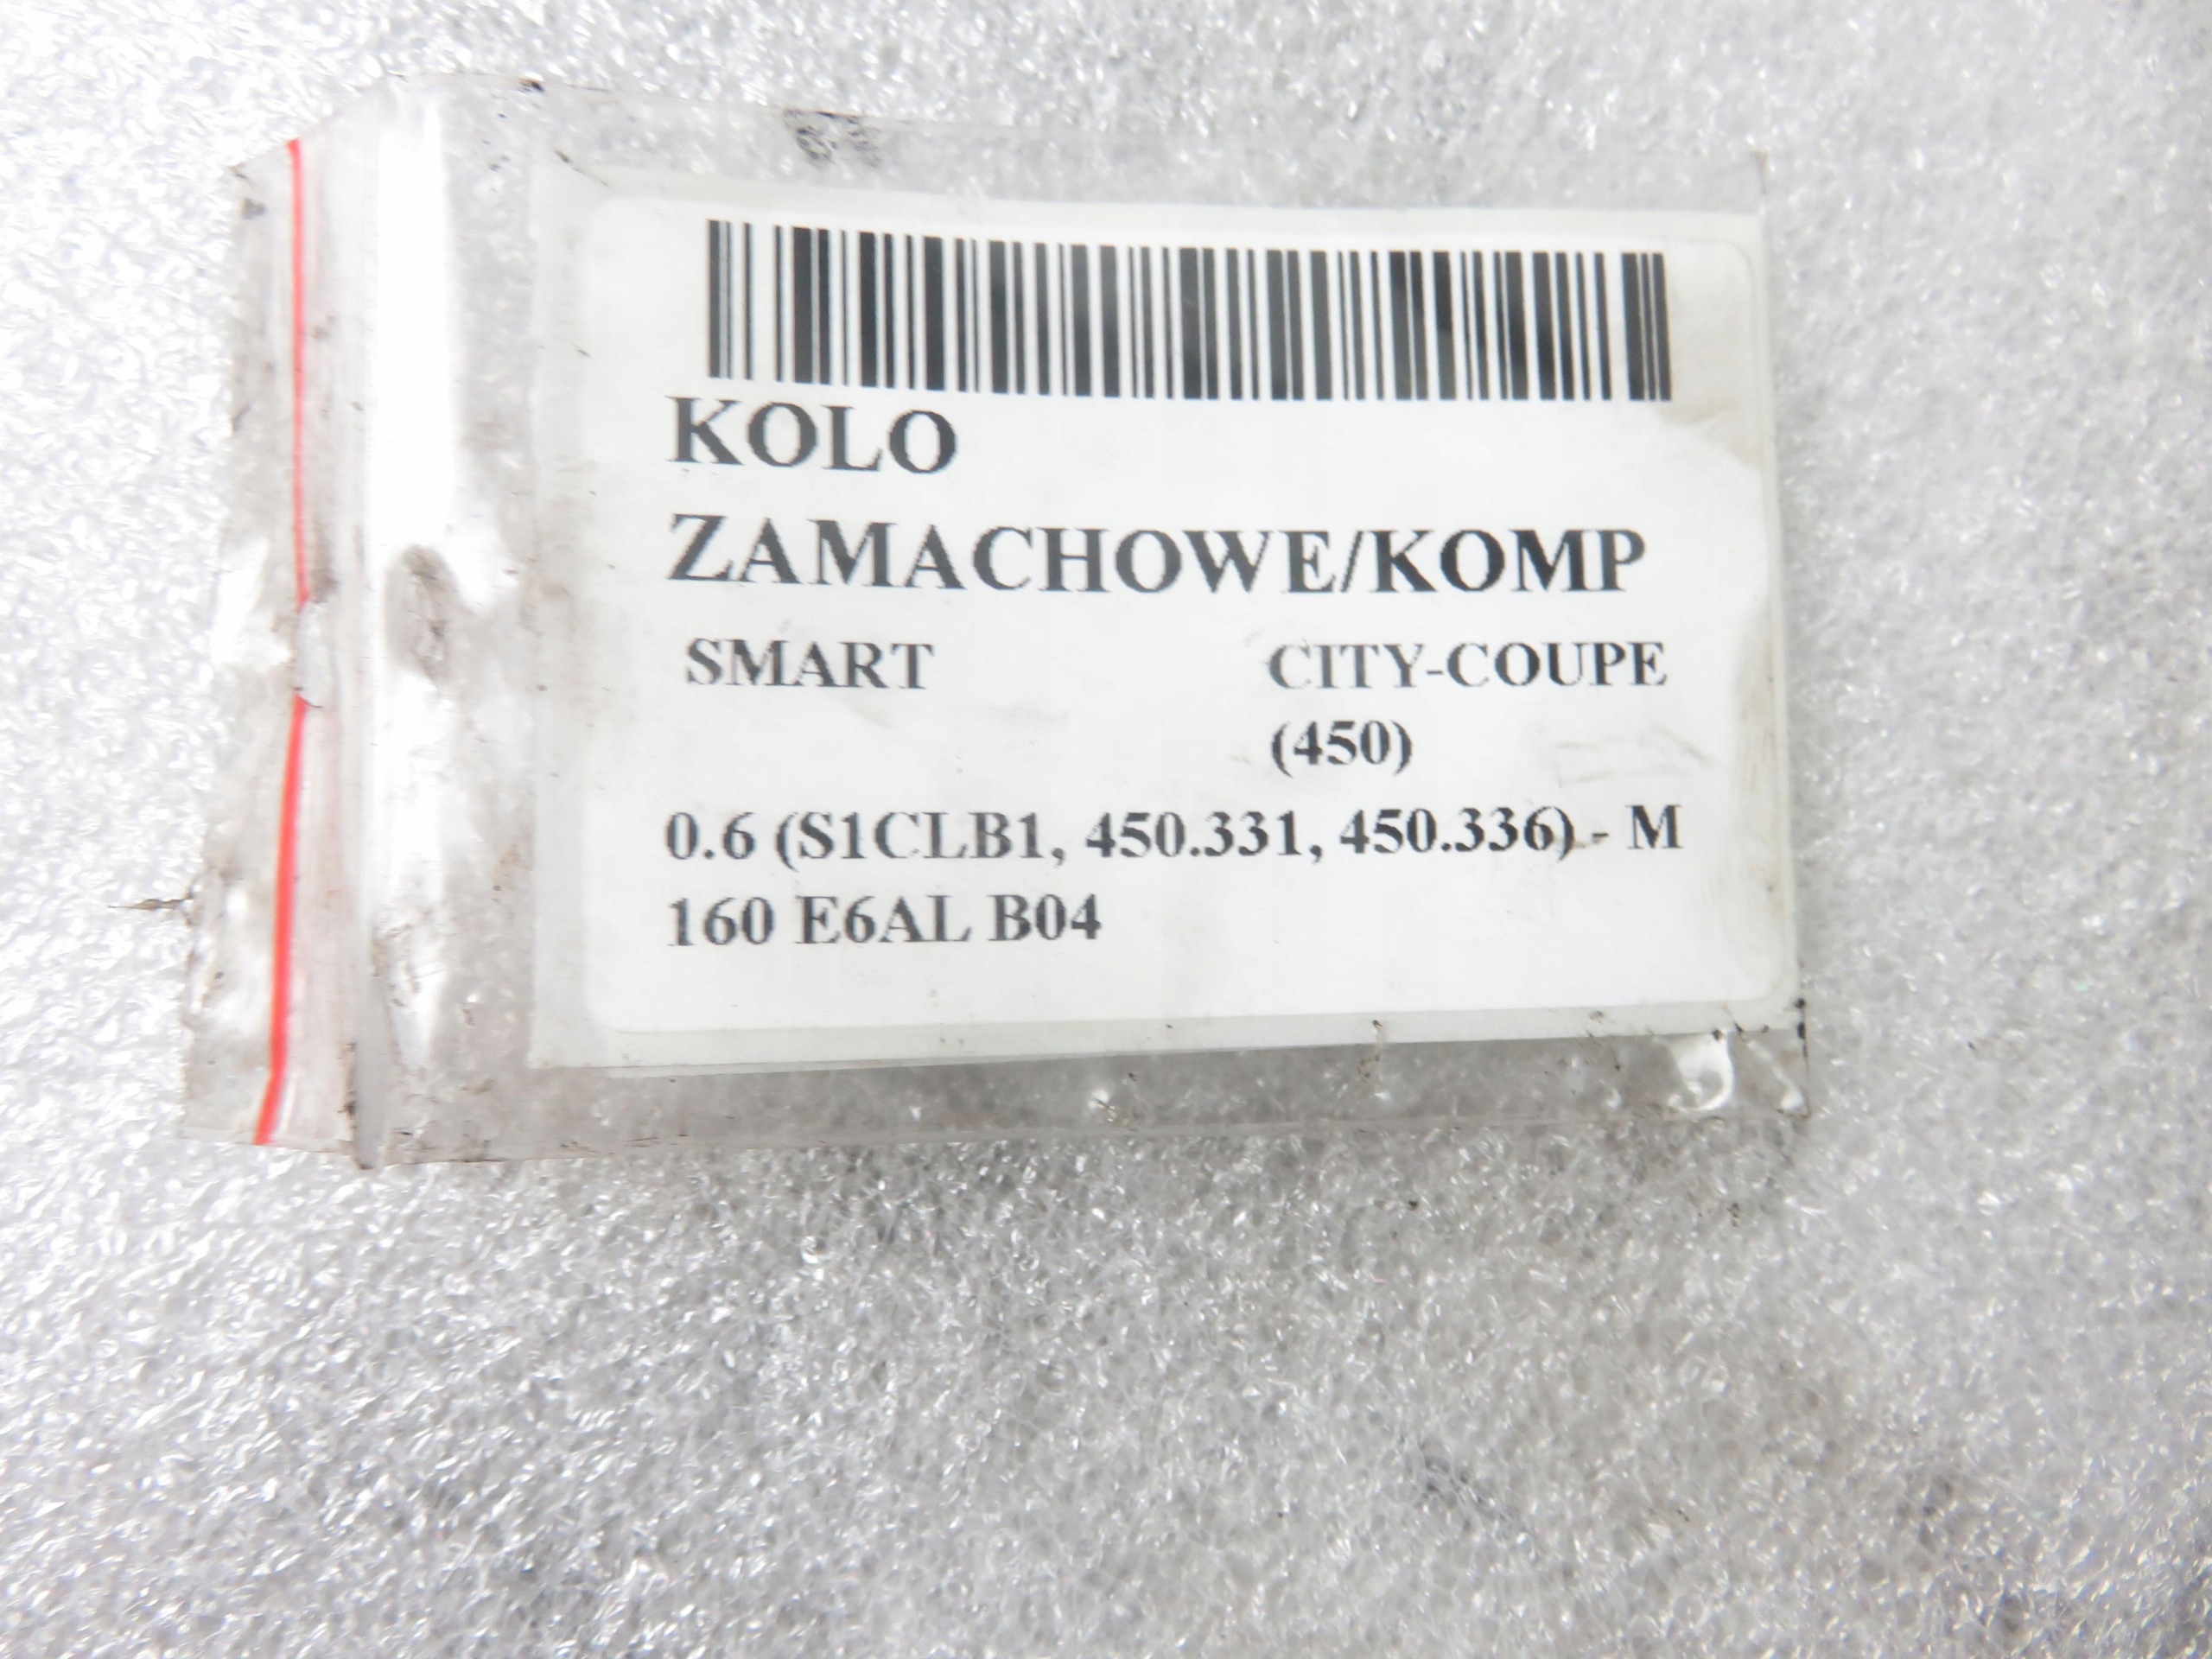 KOLO
ZAMACHOWE/KOMP
SMART CITY-COUPE
(450)
0.6 (S1CLB1, 450.331, 450.336) - M
160 E6AL B04